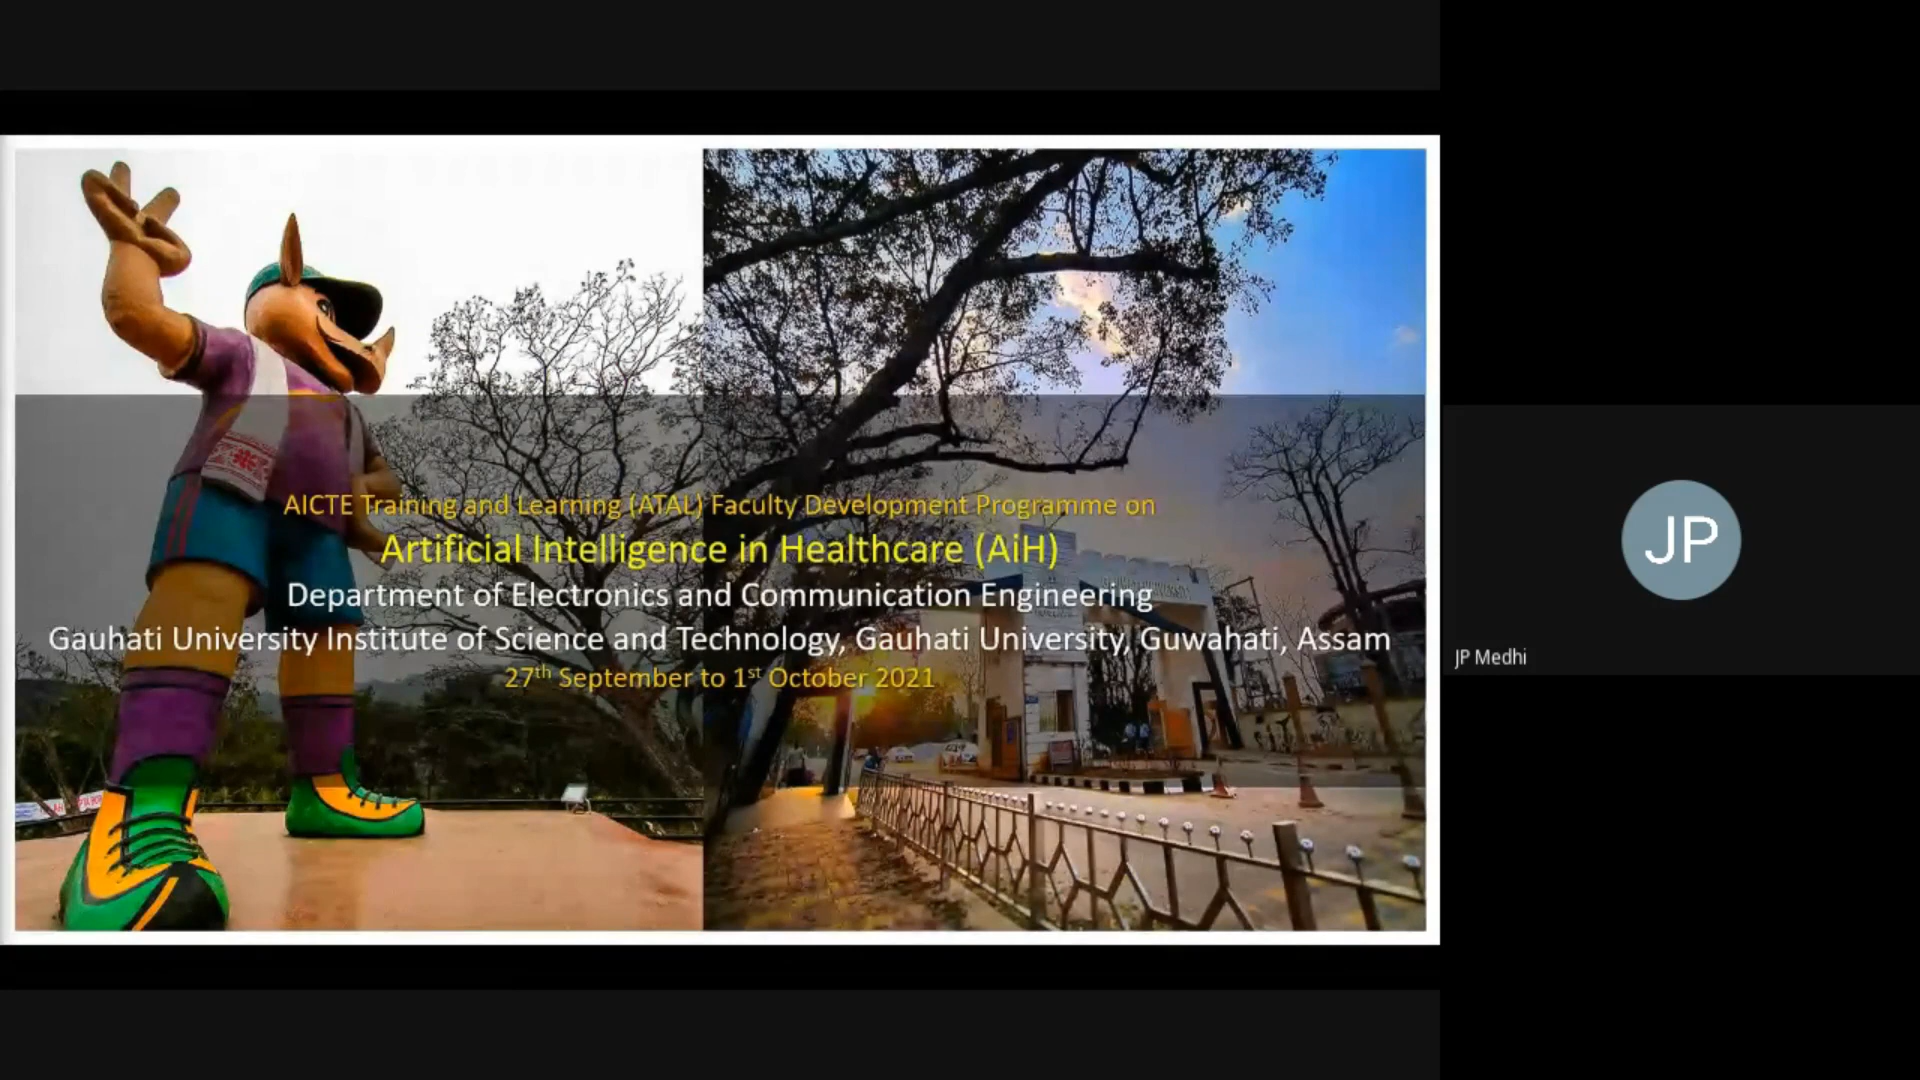 AICTE Training and Learning (ATAL) Faculty Development Programme on
Artificial Intelligence in Healthcare (AiH)
Department of Electronics and Communication Engineering
Gauhati University Institute of Science and Technology, Gauhati University, Guwahati, Assam
27th September to 1st October 2021
JP
JP Medhi